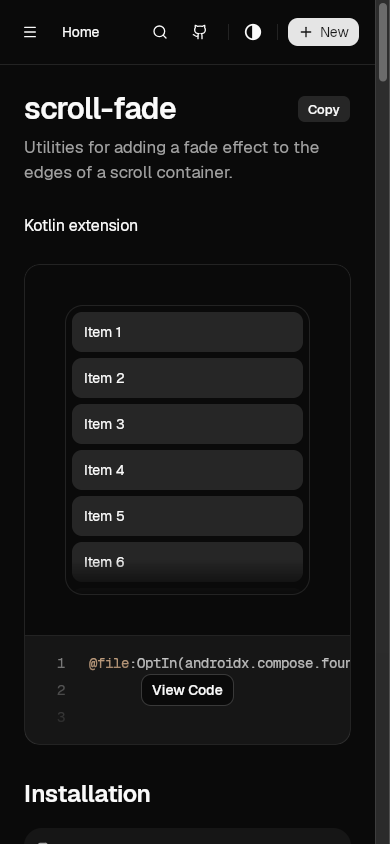 Home
New
scroll-fade
Copy
Utilities for adding a fade effect to the
edges of a scroll container.
Kotlin extension
Item 1
Item 2
Item 3
Item 4
Item 5
Item 6
1 @file:OptIn(androidx.compose.four
2
View Code
3
Installation